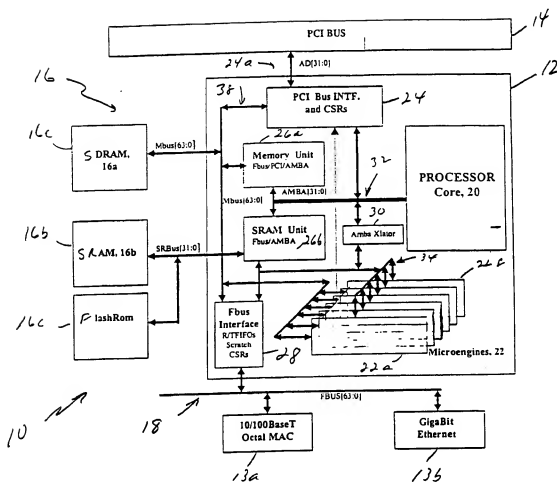 PCI BUS
14
24a
AD[31:0]
16
12
38
PCI Bus INTF.
and CSRs
24
16c
S DRAM,
16a
Mbus[63:0]
26a
Memory Unit
Fbus/PCI/AMBA
32
AMBA[31:0]
Mbus[63:0]
PROCESSOR
Core, 20
30
16b
S RAM, 16b
SRBus[31:0]
SRAM Unit
Fbus/AMBA
26b
Amba Xlator
34
22f
16c
F lashRom
Fbus
Interface
R/TFIFOs
Scratch
CSRs
28
22a
Microengines, 22
10
18
FBUS[63:0]
10/100BaseT
Octal MAC
GigaBit
Ethernet
13a
13b